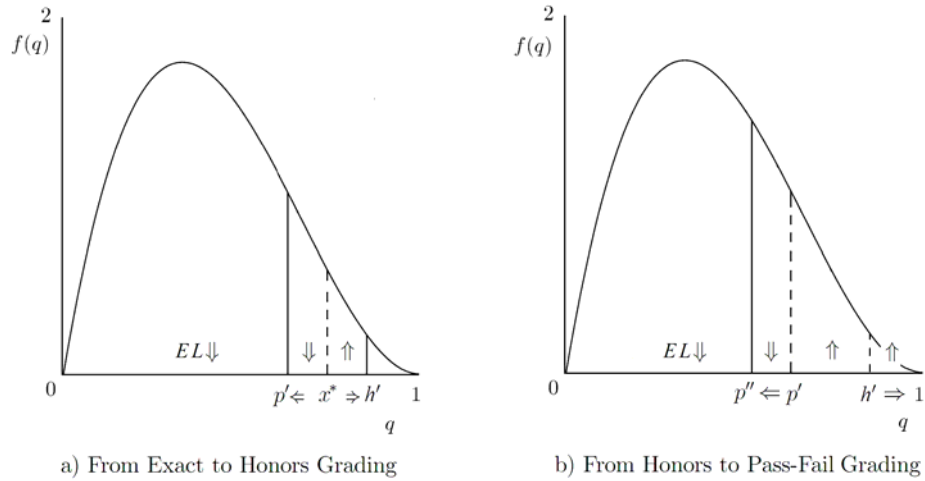 2
f(q)
EL⇓ ⇓ ⇑
0 p′⇐ x* ⇒h′ 1
q
a) From Exact to Honors Grading
2
f(q)
EL⇓ ⇓ ⇑ ⇑
0 p″ ⇐ p′ h′ ⇒ 1
q
b) From Honors to Pass-Fail Grading